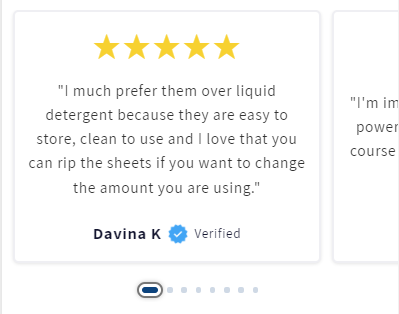 "I much prefer them over liquid
detergent because they are easy to
store, clean to use and I love that you
can rip the sheets if you want to change
the amount you are using."
Davina K Verified
"I'm im
power
course